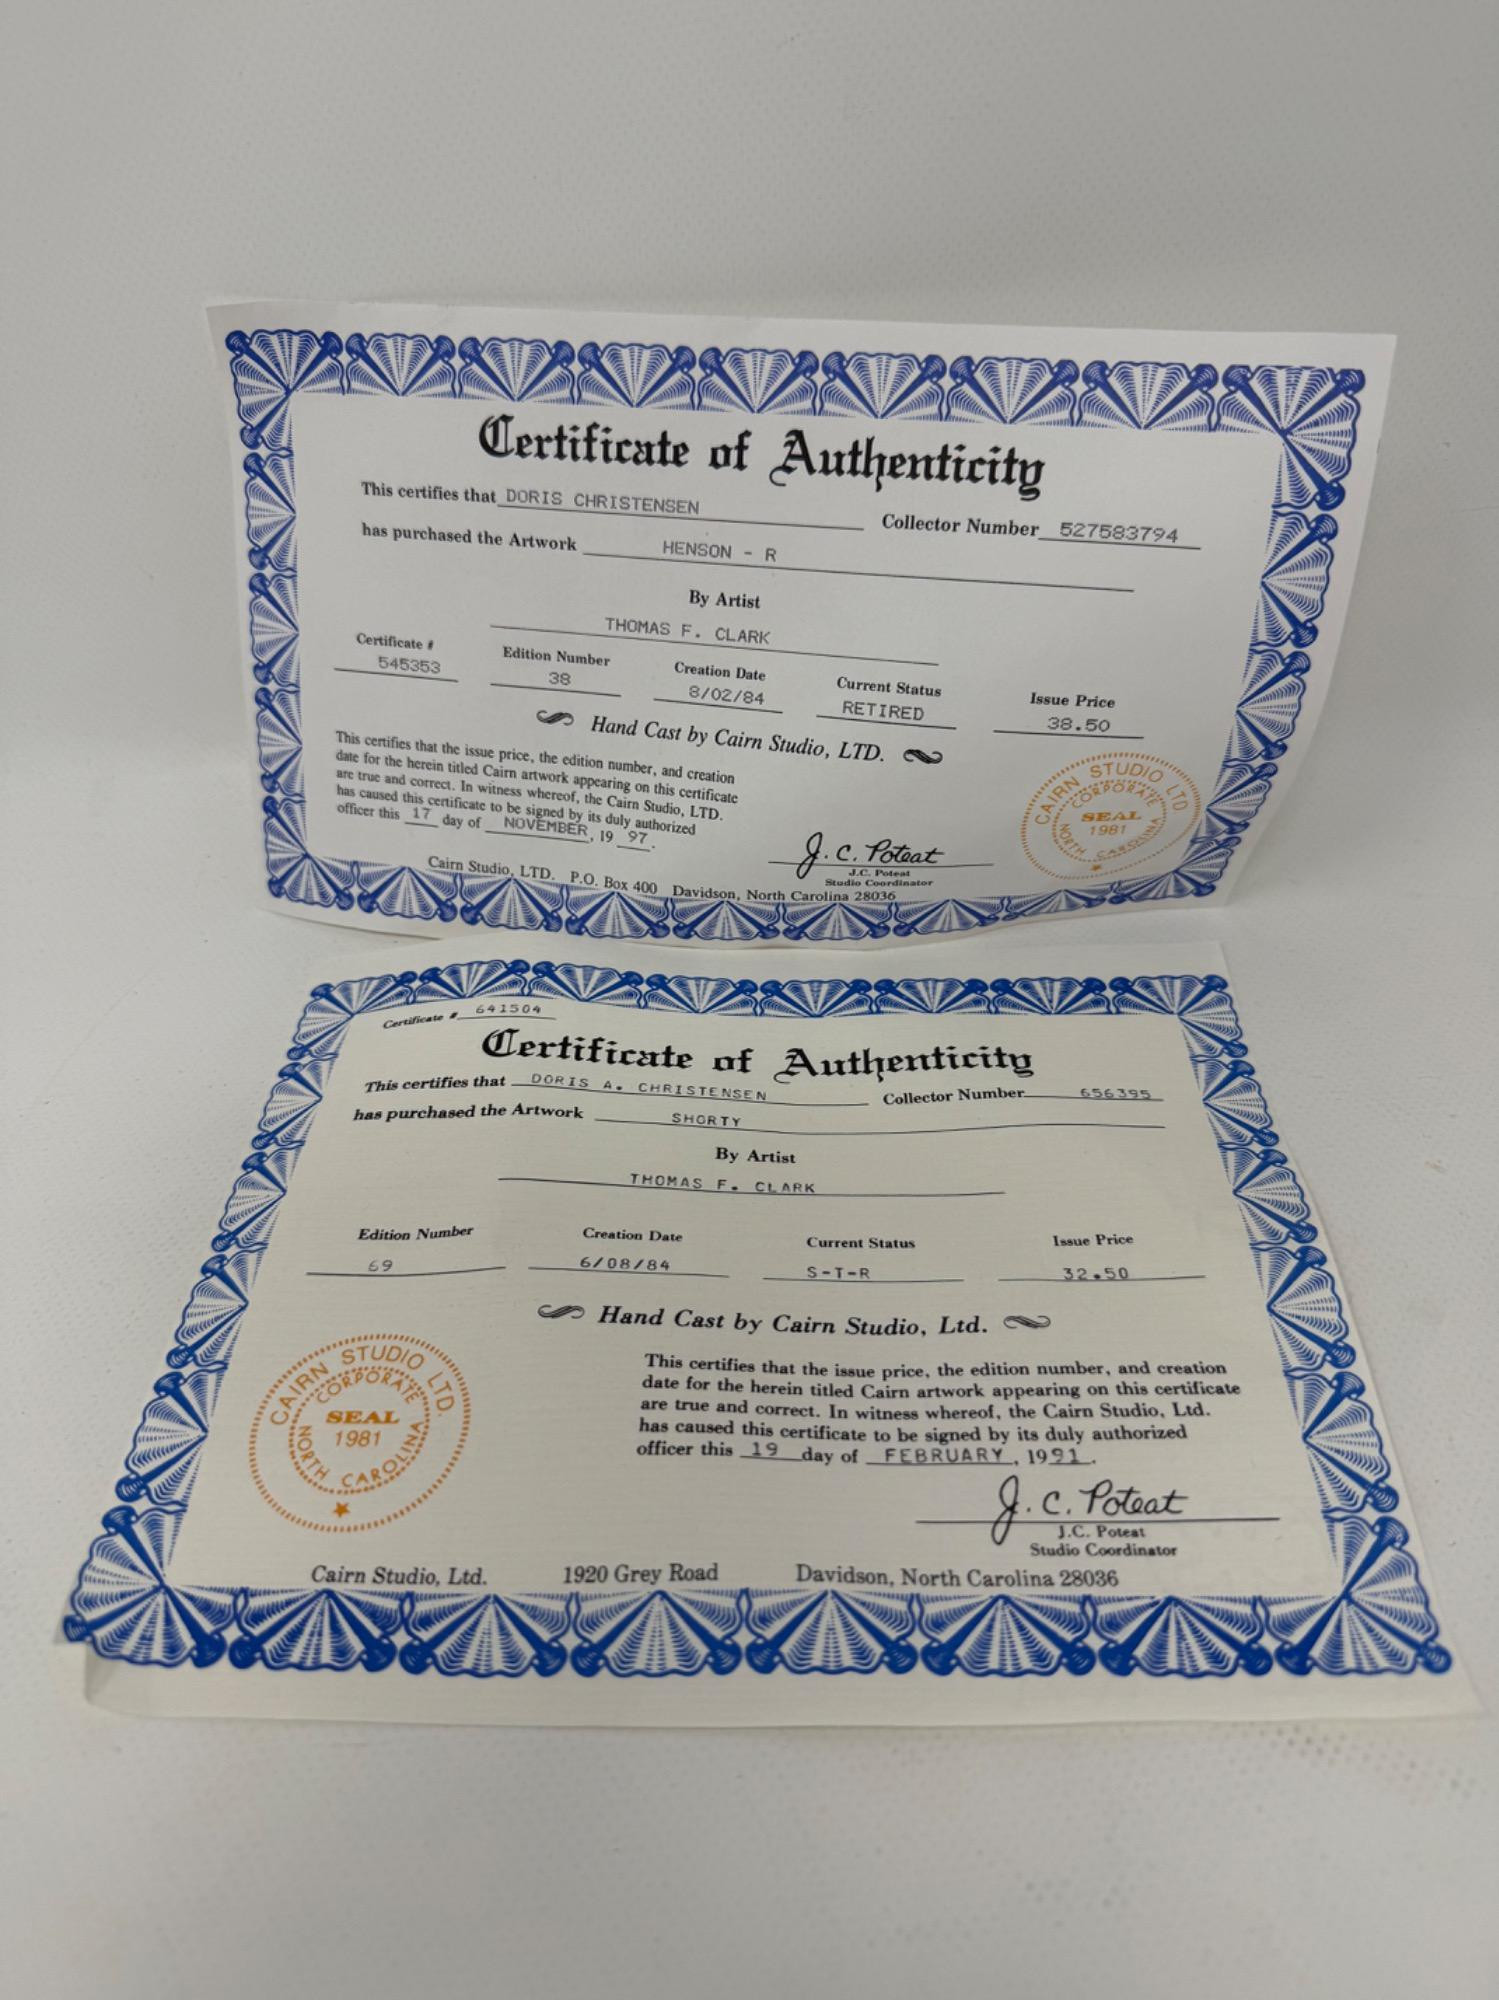 Certificate of Authenticity
This certifies that DORIS CHRISTENSEN Collector Number 527583794
has purchased the Artwork HENSON - R
By Artist
THOMAS F. CLARK
Certificate # Edition Number Creation Date Current Status Issue Price
545353 38 8/02/84 RETIRED 38.50
Hand Cast by Cairn Studio, LTD.
This certifies that the issue price, the edition number, and creation
date for the herein titled Cairn artwork appearing on this certificate
are true and correct. In witness whereof, the Cairn Studio, LTD.
has caused this certificate to be signed by its duly authorized
officer this 17 day of NOVEMBER, 19 97.
J. C. Poteat
J.C. Poteat
Studio Coordinator
CAIRN STUDIO LTD
CORPORATE
SEAL
1981
NORTH CAROLINA
Cairn Studio, LTD. P.O. Box 400 Davidson, North Carolina 28036
Certificate # 641504
Certificate of Authenticity
This certifies that DORIS A. CHRISTENSEN Collector Number 656395
has purchased the Artwork SHORTY
By Artist
THOMAS F. CLARK
Edition Number Creation Date Current Status Issue Price
69 6/08/84 S-T-R 32.50
Hand Cast by Cairn Studio, Ltd.
This certifies that the issue price, the edition number, and creation
date for the herein titled Cairn artwork appearing on this certificate
are true and correct. In witness whereof, the Cairn Studio, Ltd.
has caused this certificate to be signed by its duly authorized
officer this 19 day of FEBRUARY, 1991.
CAIRN STUDIO LTD.
CORPORATE
SEAL
1981
NORTH CAROLINA
J. C. Poteat
J.C. Poteat
Studio Coordinator
Cairn Studio, Ltd. 1920 Grey Road Davidson, North Carolina 28036